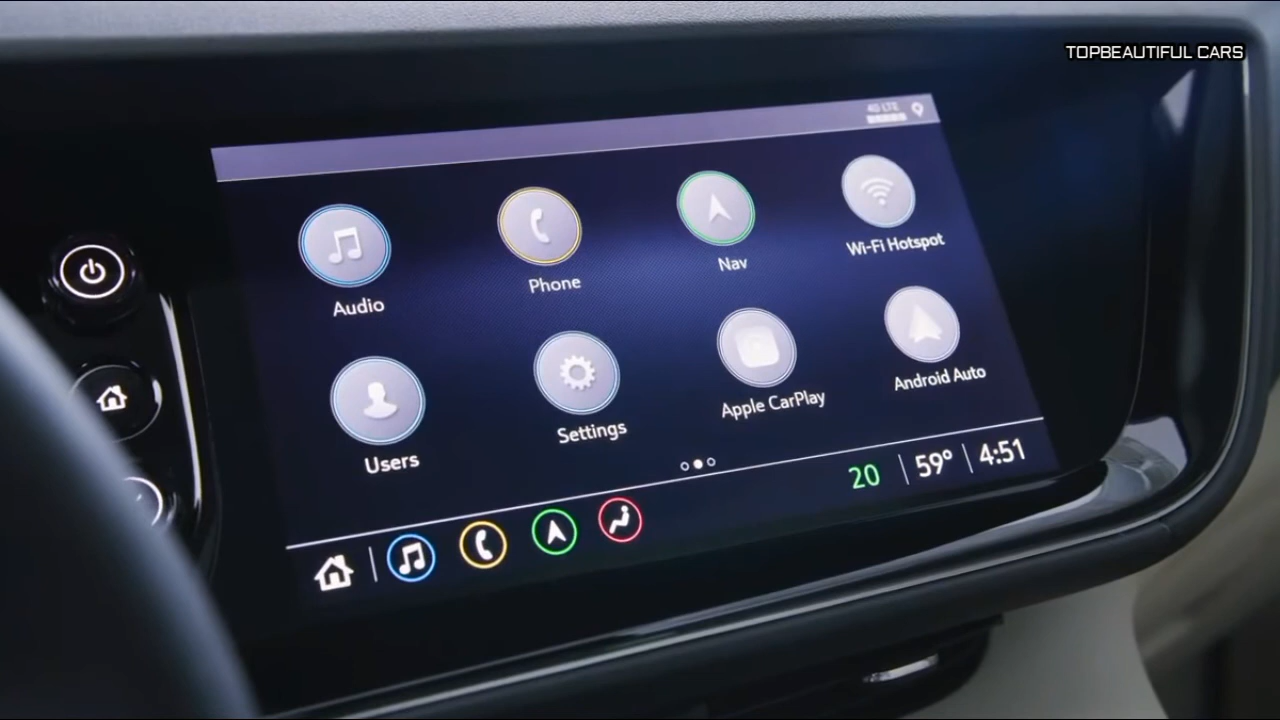 TOPBEAUTIFUL CARS
4G LTE
Audio
Phone
Nav
Wi-Fi Hotspot
Users
Settings
Apple CarPlay
Android Auto
20
59°
4:51